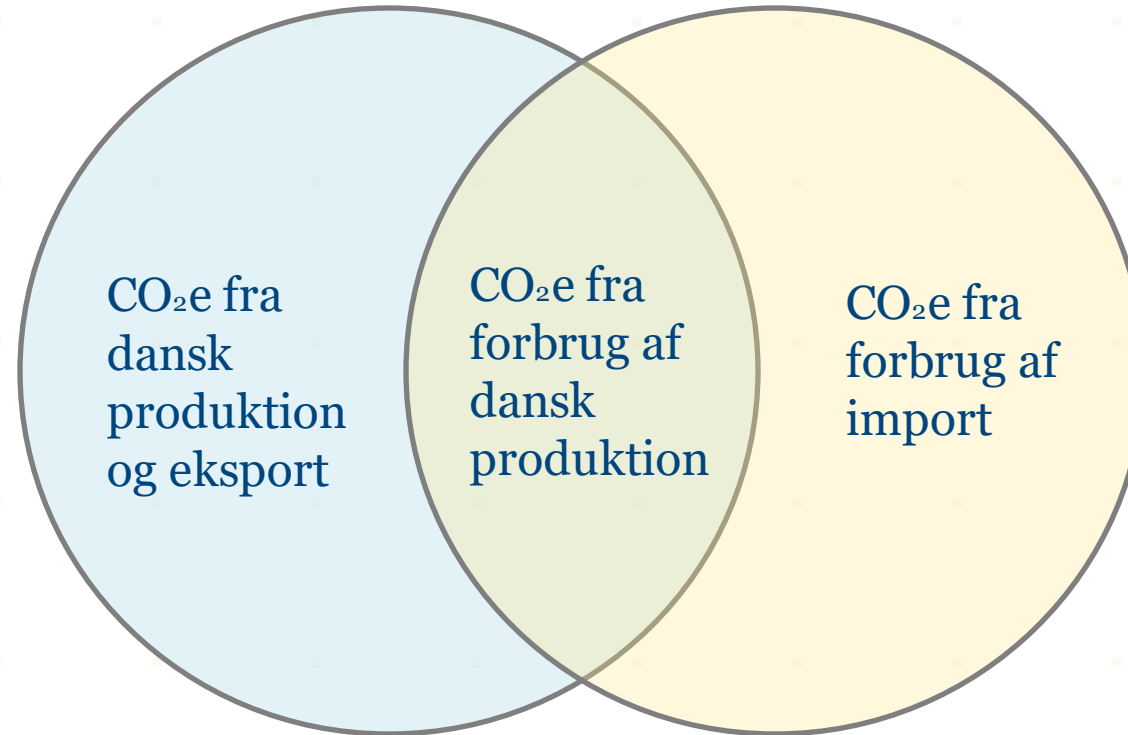 CO₂e fra
dansk
produktion
og eksport
CO₂e fra
forbrug af
dansk
produktion
CO₂e fra
forbrug af
import